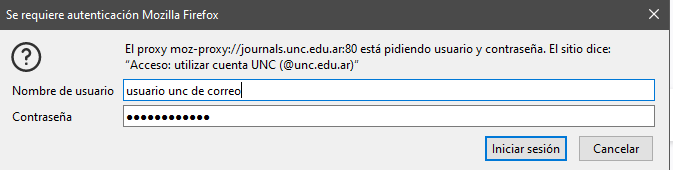 Se requiere autenticación Mozilla Firefox
El proxy moz-proxy://journals.unc.edu.ar:80 está pidiendo usuario y contraseña. El sitio dice:
“Acceso: utilizar cuenta UNC (@unc.edu.ar)”
Nombre de usuario usuario unc de correo
Contraseña ●●●●●●●●●●●●
Iniciar sesión Cancelar